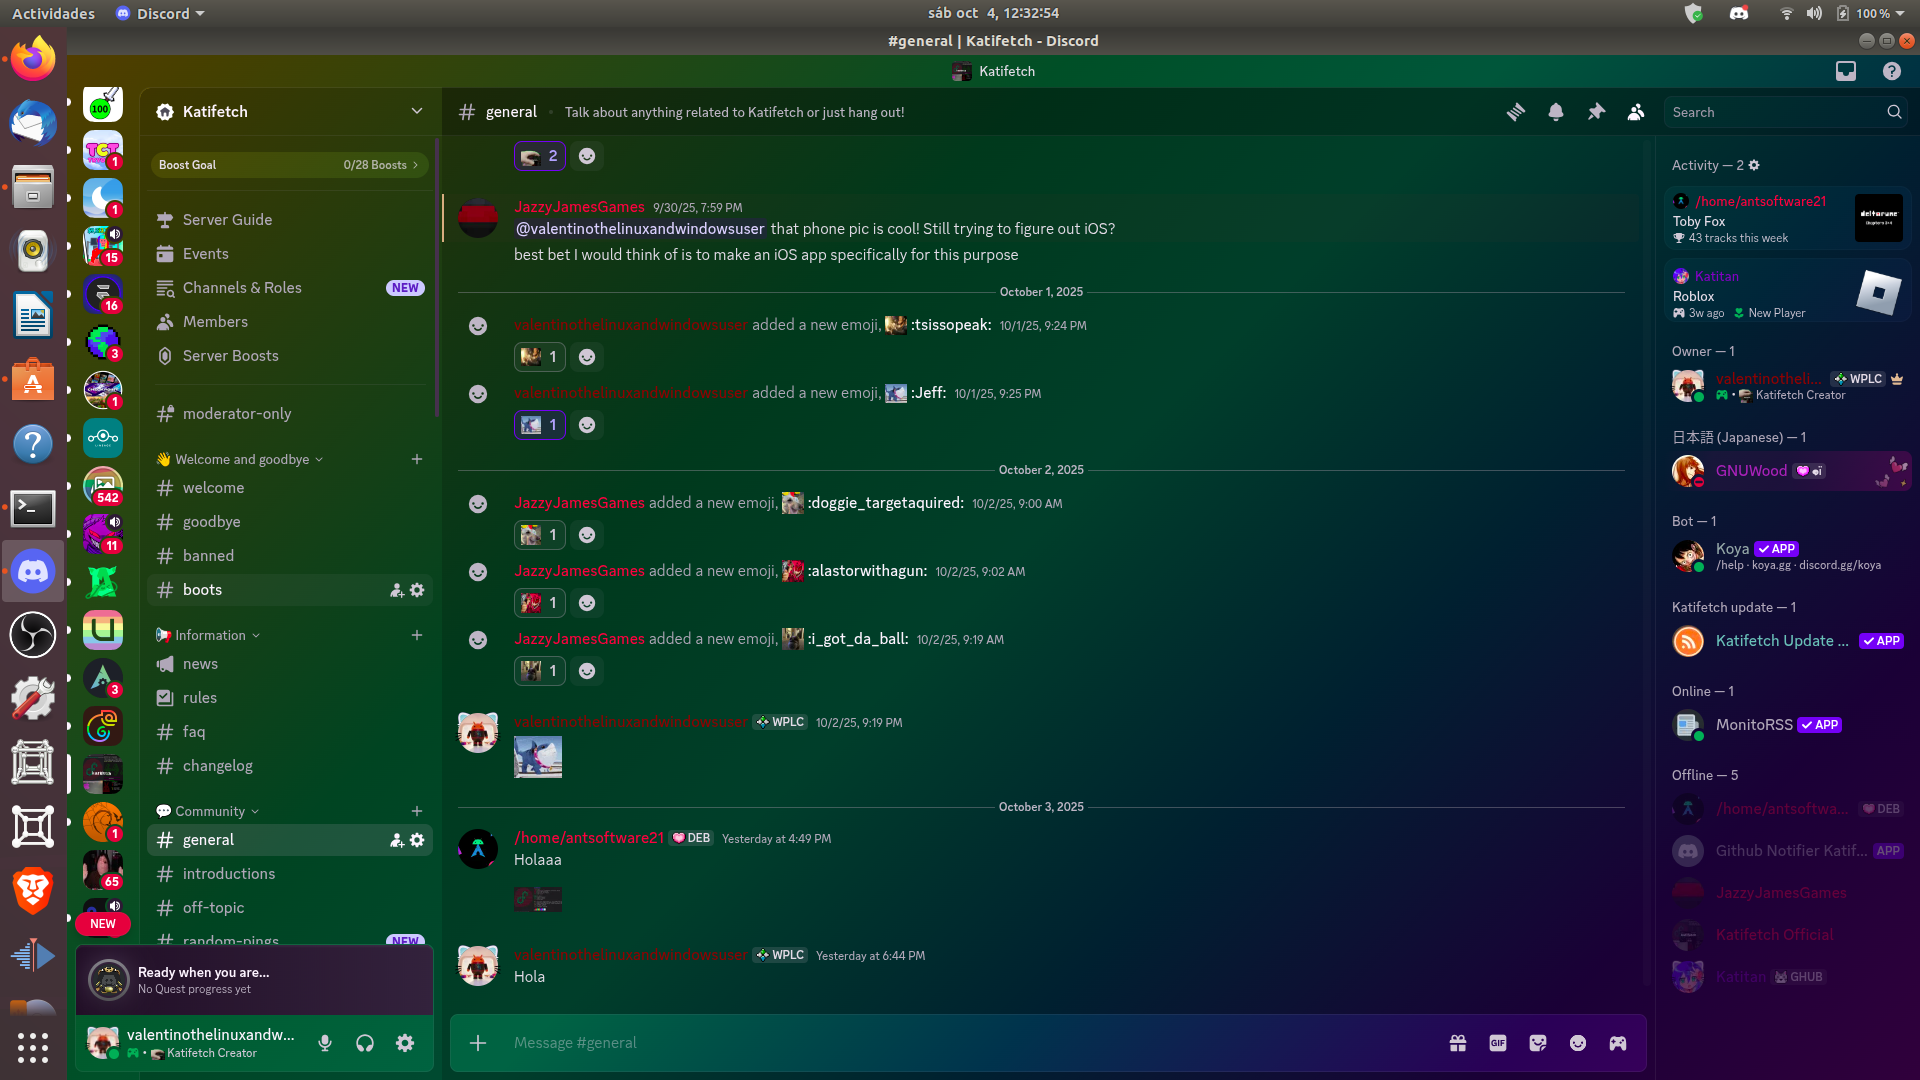 Actividades
Discord
sáb oct 4, 12:32:54
100 %
#general | Katifetch - Discord
Katifetch
100
TCT
1
1
15
16
3
1
542
11
3
1
65
NEW
Katifetch
Boost Goal
0/28 Boosts
Server Guide
Events
Channels & Roles
NEW
Members
Server Boosts
moderator-only
👋 Welcome and goodbye
welcome
goodbye
banned
boots
📢 Information
news
rules
faq
changelog
💬 Community
general
introductions
off-topic
random-pings
NEW
Ready when you are...
No Quest progress yet
valentinothelinuxandw...
Katifetch Creator
general
Talk about anything related to Katifetch or just hang out!
Search
2
JazzyJamesGames 9/30/25, 7:59 PM
@valentinothelinuxandwindowsuser that phone pic is cool! Still trying to figure out iOS?
best bet I would think of is to make an iOS app specifically for this purpose
October 1, 2025
valentinothelinuxandwindowsuser added a new emoji, :tsissopeak: 10/1/25, 9:24 PM
1
valentinothelinuxandwindowsuser added a new emoji, :Jeff: 10/1/25, 9:25 PM
1
October 2, 2025
JazzyJamesGames added a new emoji, :doggie_targetaquired: 10/2/25, 9:00 AM
1
JazzyJamesGames added a new emoji, :alastorwithagun: 10/2/25, 9:02 AM
1
JazzyJamesGames added a new emoji, :i_got_da_ball: 10/2/25, 9:19 AM
1
valentinothelinuxandwindowsuser WPLC 10/2/25, 9:19 PM
October 3, 2025
/home/antsoftware21 DEB Yesterday at 4:49 PM
Holaaa
valentinothelinuxandwindowsuser WPLC Yesterday at 6:44 PM
Hola
Message #general
GIF
Activity — 2
/home/antsoftware21
Toby Fox
43 tracks this week
deltarune
Katitan
Roblox
3w ago New Player
Owner — 1
valentinotheli... WPLC
Katifetch Creator
日本語 (Japanese) — 1
GNUWood
Bot — 1
Koya APP
/help · koya.gg · discord.gg/koya
Katifetch update — 1
Katifetch Update ... APP
Online — 1
MonitoRSS APP
Offline — 5
/home/antsoftwa... DEB
Github Notifier Katif... APP
JazzyJamesGames
Katifetch Official
Katitan GHUB